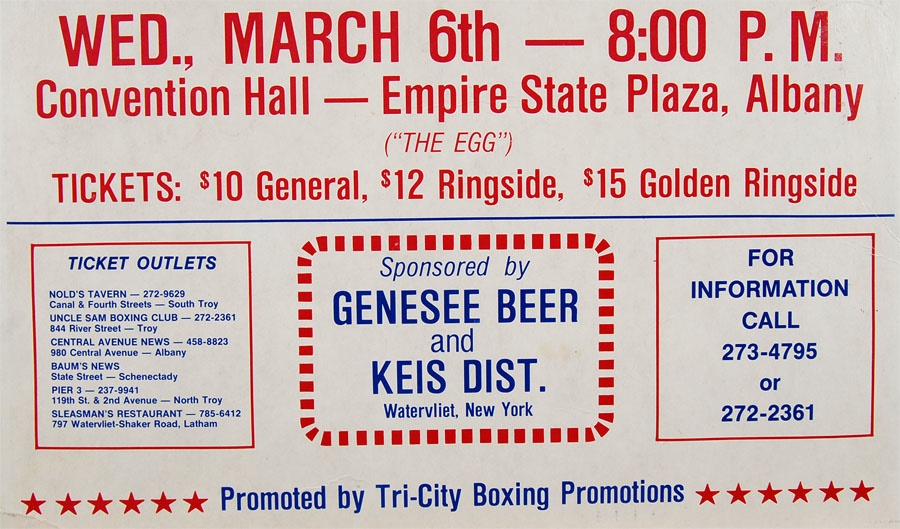 WED., MARCH 6th — 8:00 P. M.
Convention Hall — Empire State Plaza, Albany
("THE EGG")
TICKETS: $10 General, $12 Ringside, $15 Golden Ringside
TICKET OUTLETS
NOLD'S TAVERN — 272-9629
Canal & Fourth Streets — South Troy
UNCLE SAM BOXING CLUB — 272-2361
844 River Street — Troy
CENTRAL AVENUE NEWS — 458-8823
980 Central Avenue — Albany
BAUM'S NEWS
State Street — Schenectady
PIER 3 — 237-9941
119th St. & 2nd Avenue — North Troy
SLEASMAN'S RESTAURANT — 785-6412
797 Watervliet-Shaker Road, Latham
Sponsored by
GENESEE BEER
and
KEIS DIST.
Watervliet, New York
FOR
INFORMATION
CALL
273-4795
or
272-2361
Promoted by Tri-City Boxing Promotions